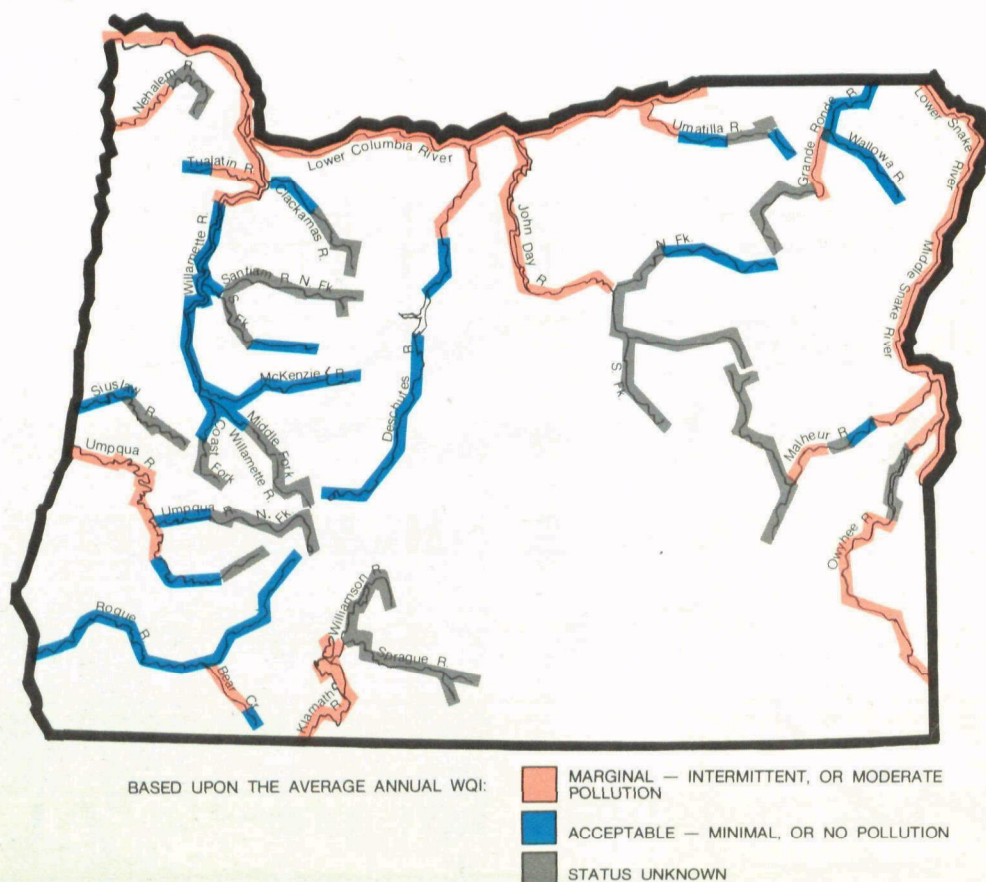 Nehalem R.
Tualatin R.
Lower Columbia River
Clackamas R.
Willamette R.
Santiam R. N. Fk.
S. Fk.
McKenzie R.
Middle Fork
Willamette R.
Coast Fork
Siuslaw R.
Umpqua R.
Umpqua R. N. Fk.
Rogue R.
Bear Cr.
Klamath R.
Williamson R.
Sprague R.
Deschutes R.
John Day R.
N. Fk.
S. Fk.
Umatilla R.
Grande Ronde R.
Wallowa R.
Lower Snake River
Middle Snake River
Malheur R.
Owyhee R.
BASED UPON THE AVERAGE ANNUAL WQI:
MARGINAL — INTERMITTENT, OR MODERATE
POLLUTION
ACCEPTABLE — MINIMAL, OR NO POLLUTION
STATUS UNKNOWN